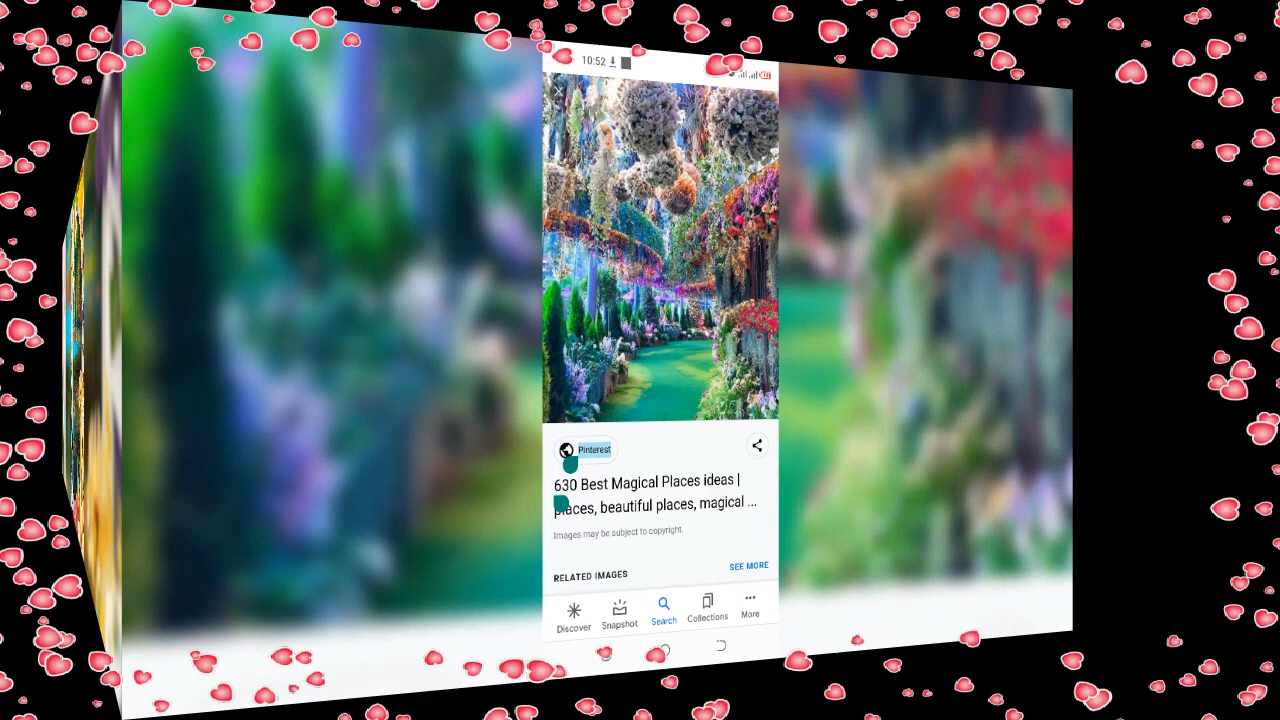 10:52
Pinterest
630 Best Magical Places ideas |
places, beautiful places, magical ...
Images may be subject to copyright.
RELATED IMAGES
SEE MORE
Discover
Snapshot
Search
Collections
More